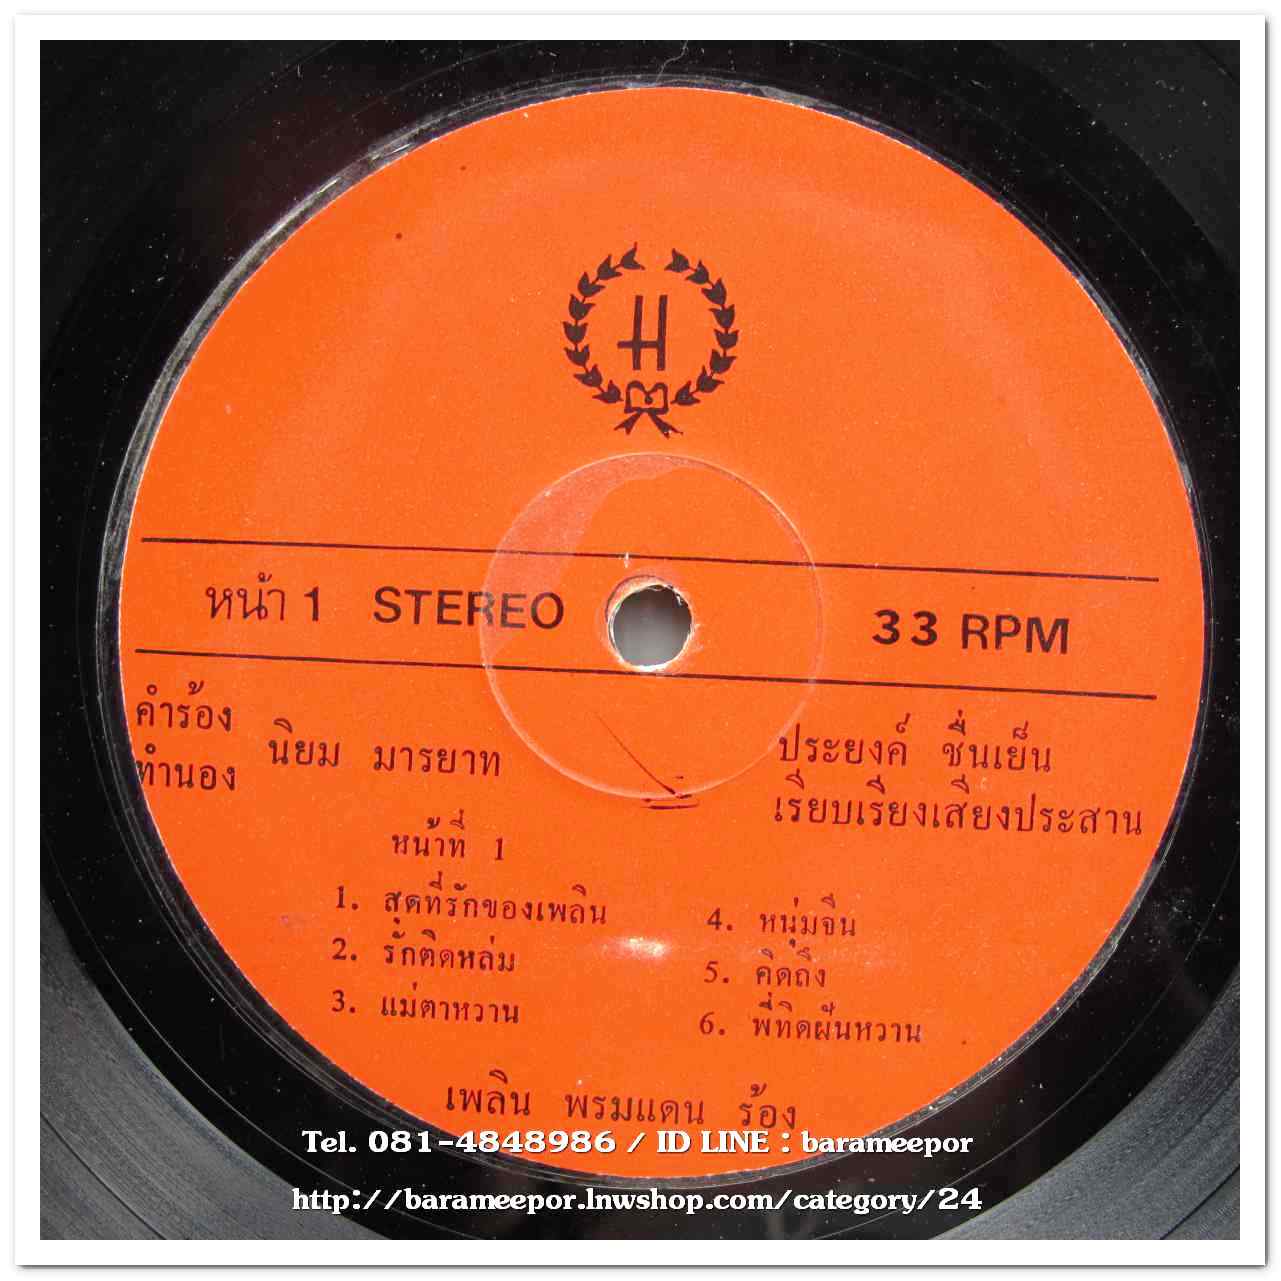 H
หน้า 1 STEREO 33 RPM
คำร้อง
ทำนอง
นิยม มารยาท
ประยงค์ ชื่นเย็น
เรียบเรียงเสียงประสาน
หน้าที่ 1
1. สุดที่รักของเพลิน
2. รักติดหล่ม
3. แม่ตาหวาน
4. หนุ่มจีน
5. คิดถึง
6. พี่ทิดผันหวาน
เพลิน พรมแดน ร้อง
Tel. 081-4848986 / ID LINE : barameepor
http://barameepor.lnwshop.com/category/24